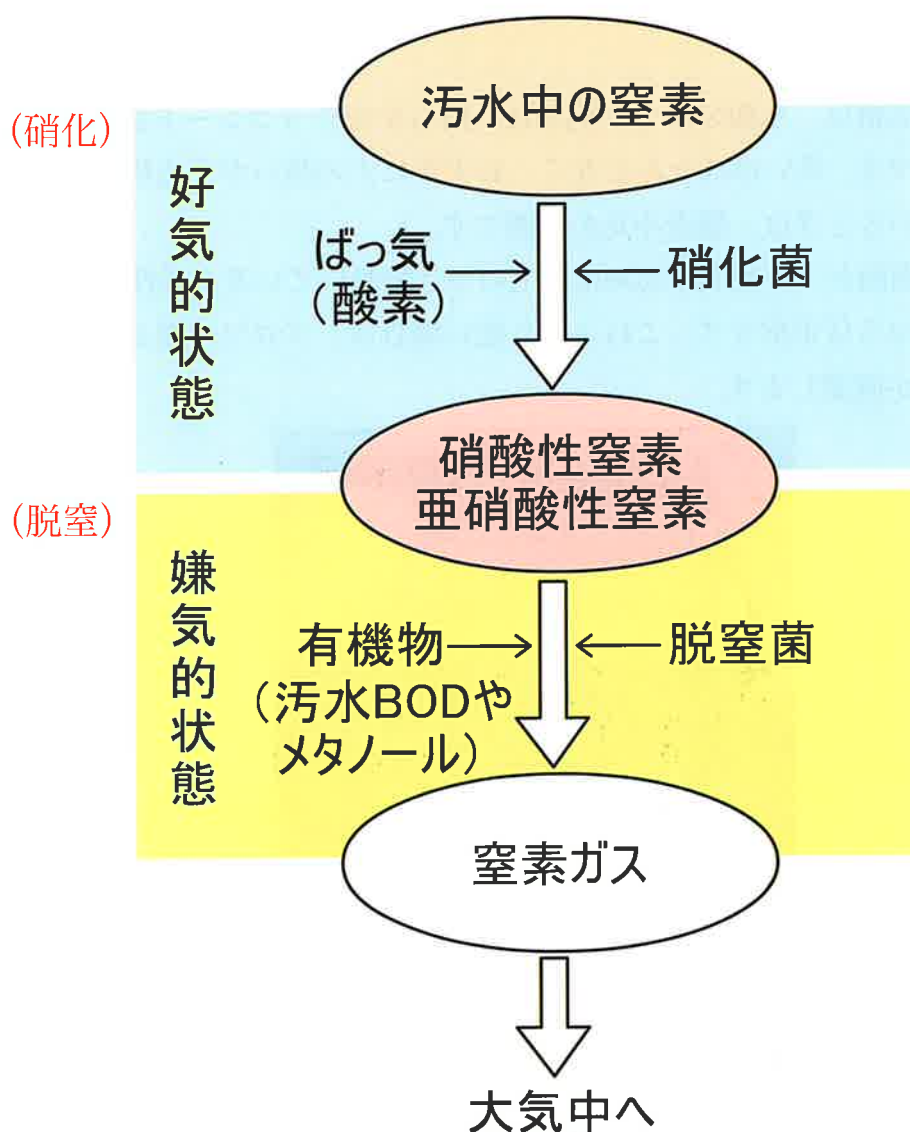 汚水中の窒素
(硝化)
好気的状態
ばっ気
(酸素)
硝化菌
硝酸性窒素
亜硝酸性窒素
(脱窒)
嫌気的状態
有機物
(汚水BODや
メタノール)
脱窒菌
窒素ガス
大気中へ